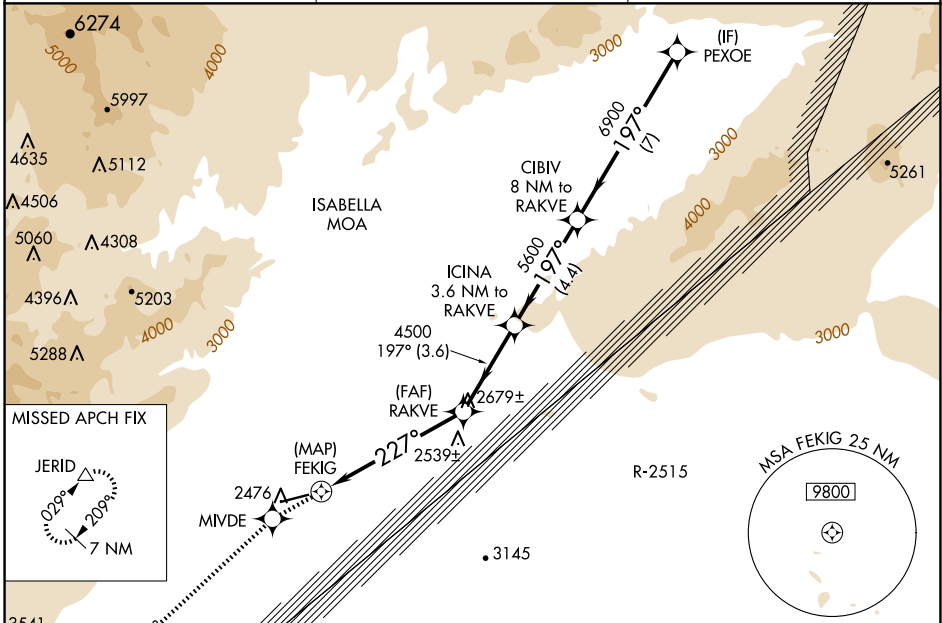 6274
5000
4000
3000
(IF)
PEXOE
5997
4635
5112
6900
197°
(7)
3000
5261
4506
CIBIV
8 NM to
RAKVE
ISABELLA
MOA
4000
5060
4308
5600
197°
(4.4)
ICINA
3.6 NM to
RAKVE
4396
5203
4000
3000
4500
197° (3.6)
3000
5288
(FAF)
RAKVE
2679±
MISSED APCH FIX
JERID
029°
209°
7 NM
(MAP)
FEKIG
227°
2539±
2476
MIVDE
R-2515
MSA FEKIG 25 NM
9800
3145
3541